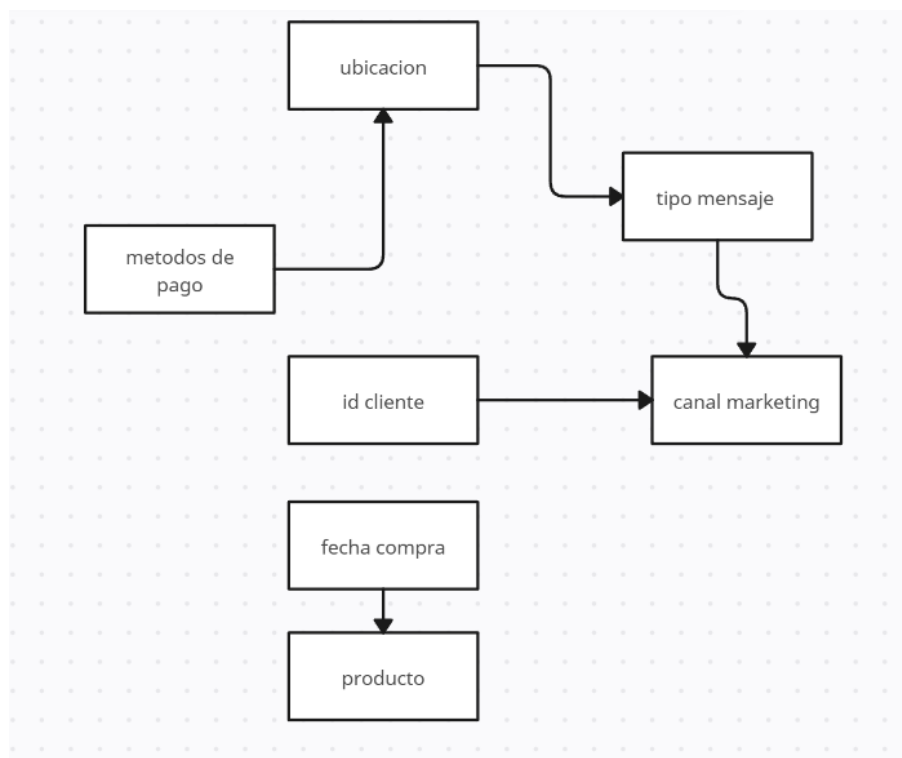 ubicacion
tipo mensaje
metodos de
pago
id cliente
canal marketing
fecha compra
producto